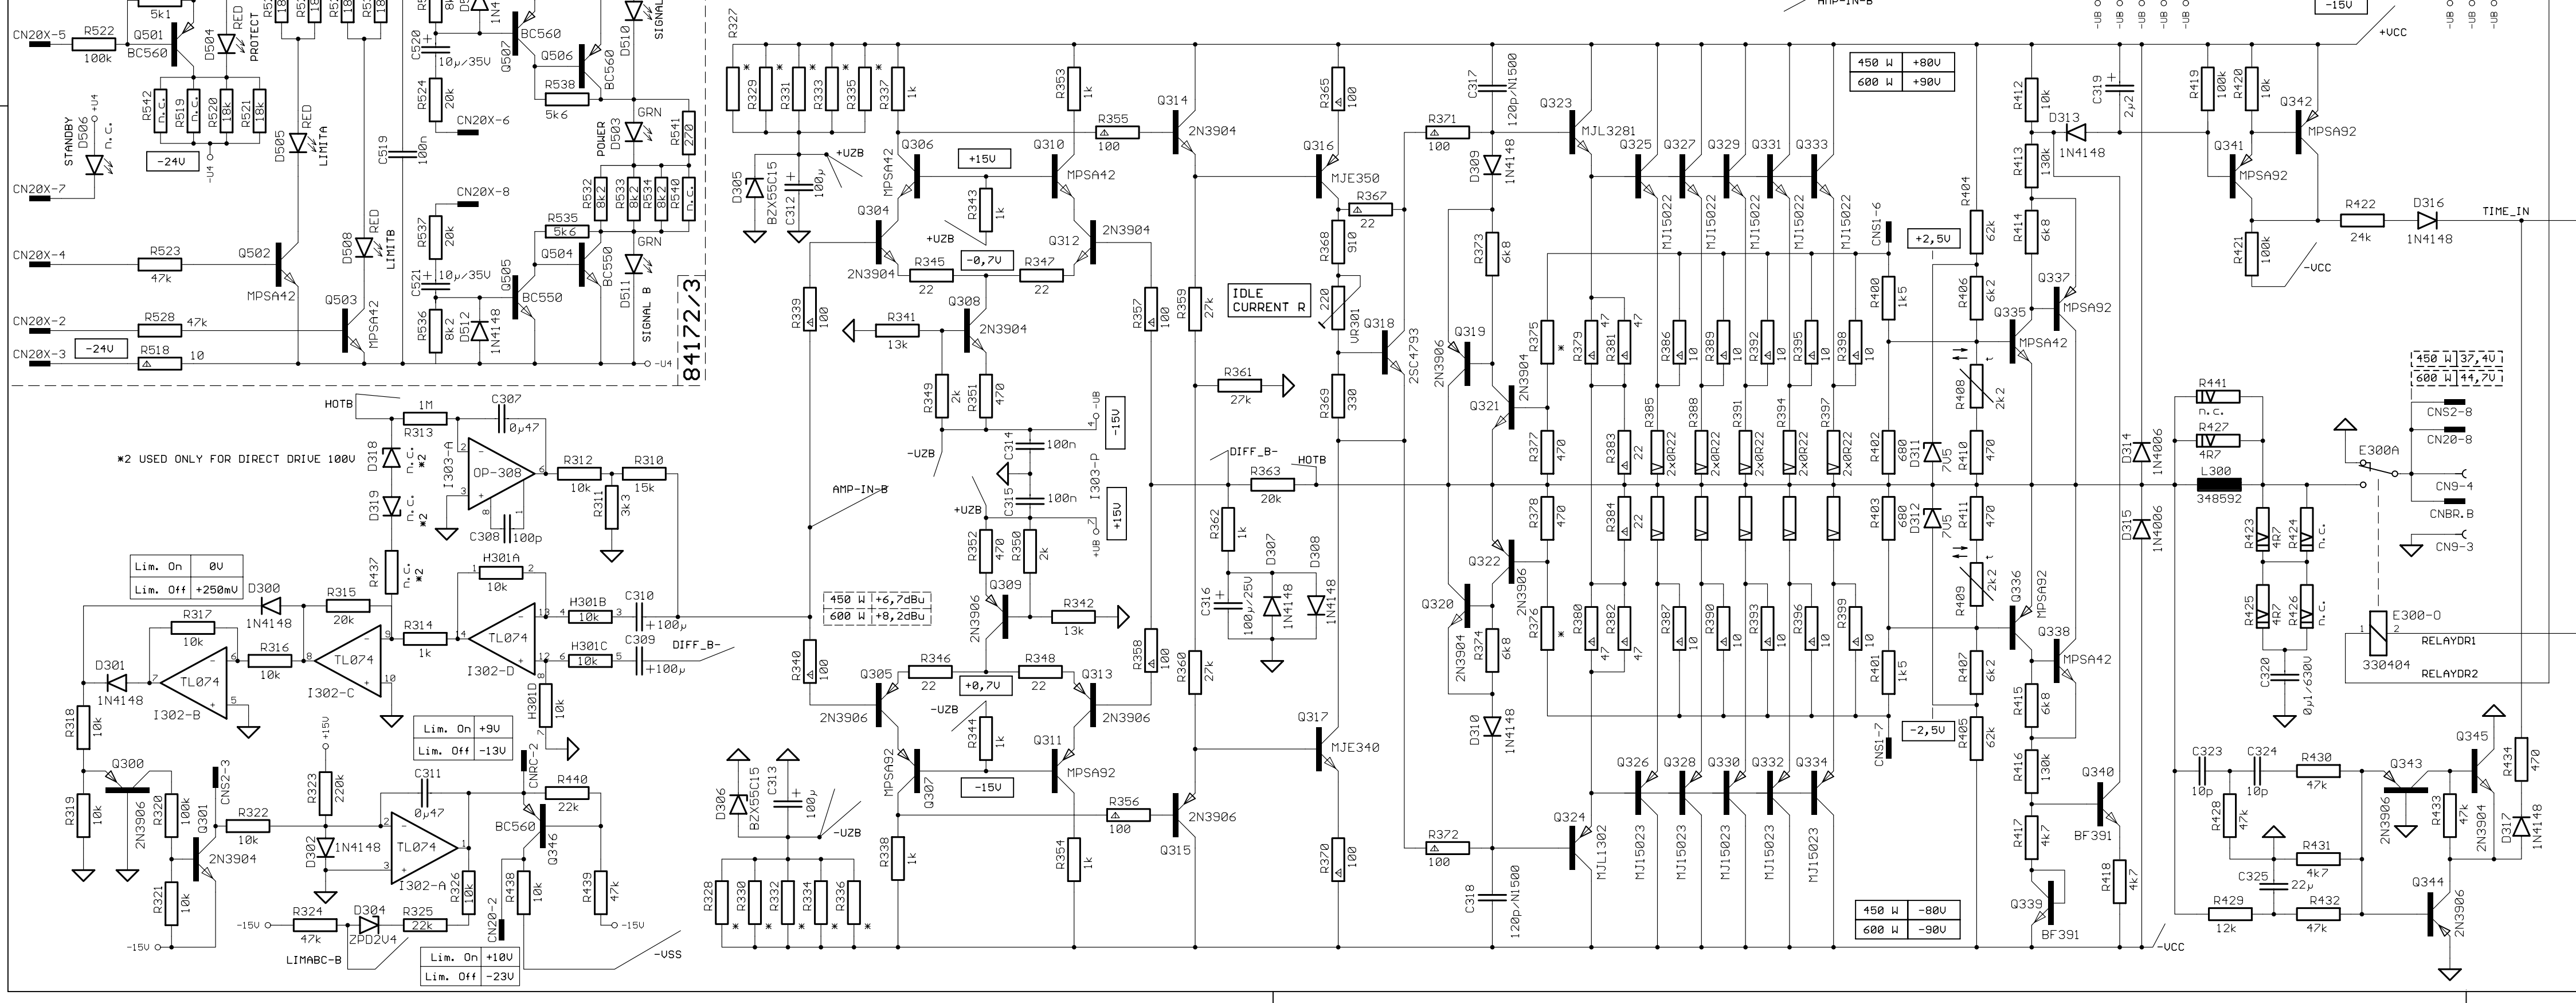 CN20X-5
R522
100k
5k1
Q501
BC560
D504
RED
PROTECT
STANDBY
D506
n.c.
+U4
R542
n.c.
R519
n.c.
R520
18k
R521
18k
-24V
-U4
CN20X-7
CN20X-4
R523
47k
Q502
MPSA42
D505
RED
LIMITA
D508
RED
LIMITB
CN20X-2
R528
47k
Q503
MPSA42
CN20X-3
-24V
R518
10
C519
100n
C520
10µ/35V
R524
20k
CN20X-6
CN20X-8
R537
20k
C521
10µ/35V
R536
8k2
D512
1N4148
Q505
BC550
Q504
BC550
R535
5k6
Q507
BC560
Q506
BC560
R538
5k6
D510
SIGNAL
GRN
D503
POWER
R541
270
R532
8k2
R533
8k2
R534
8k2
R540
n.c.
GRN
D511
SIGNAL B
-U4
84172/3
HOTB
1M
R313
C307
0µ47
*2 USED ONLY FOR DIRECT DRIVE 100V
D318
n.c.
*2
D319
n.c.
*2
R437
n.c.
*2
I303-A
OP-308
C308
100p
R312
10k
R310
15k
R311
3k3
H301A
10k
Lim. On 0V
Lim. Off +250mV
D300
1N4148
R315
20k
R317
10k
R316
10k
R314
1k
TL074
I302-B
TL074
I302-C
TL074
I302-D
H301B
10k
H301C
10k
H301D
10k
C310
100µ
C309
100µ
DIFF_B-
D301
1N4148
R318
10k
R319
10k
Q300
2N3906
R320
100k
R321
10k
Q301
2N3904
CNS2-3
R322
10k
+15V
R323
220k
D302
1N4148
C311
0µ47
TL074
I302-A
Lim. On +9V
Lim. Off -13V
CNRC-2
R440
22k
BC560
Q346
R326
10k
R438
10k
R439
47k
CN20-2
-15V
R324
47k
D304
ZPD2V4
R325
22k
-15V
-15V
LIMABC-B
Lim. On +10V
Lim. Off -23V
-VSS
R327
R329
*
R331
*
R333
*
R335
*
R337
1k
R353
1k
+UZB
D305
BZX55C15
C312
100µ
Q306
MPSA42
+15V
Q310
MPSA42
R343
1k
Q304
2N3904
+UZB
-0,7V
Q312
2N3904
R345
22
R347
22
Q308
2N3904
R341
13k
R349
2k
R351
470
R339
100
-UZB
C314
100n
-UB
-15V
I303-P
C315
100n
+UZB
+15V
+UB
AMP-IN-B
R352
470
R350
2k
Q309
2N3906
R342
13k
450 W +6,7dBu
600 W +8,2dBu
R340
100
R346
22
R348
22
Q305
2N3906
+0,7V
Q313
2N3906
-UZB
R344
1k
MPSA92
Q307
-15V
Q311
MPSA92
D306
BZX55C15
C313
100µ
-UZB
R328
R330
*
R332
*
R334
*
R336
*
R338
1k
R354
1k
R355
100
Q314
2N3904
R357
100
R359
27k
R361
27k
R358
100
R360
27k
R356
100
2N3906
Q315
IDLE
CURRENT R
DIFF_B-
HOTB
R363
20k
R362
1k
D307
D308
C316
100µ/25V
1N4148
1N4148
R365
100
Q316
MJE350
R367
22
R368
910
220
VR301
R369
330
Q318
2SC4793
Q317
MJE340
R370
100
R371
100
C317
120p/N1500
D309
1N4148
R373
6k8
Q319
2N3906
2N3904
Q321
Q322
2N3906
Q320
2N3904
R374
6k8
D310
1N4148
R372
100
C318
120p/N1500
Q323
MJL3281
Q324
MJL1302
Q325
Q327
Q329
Q331
Q333
MJ15022
MJ15022
MJ15022
MJ15022
MJ15022
R375
*
R379
47
R381
47
R386
10
R389
10
R392
10
R395
10
R398
10
R377
470
R383
22
R385
2x0R22
R388
2x0R22
R391
2x0R22
R394
2x0R22
R397
2x0R22
R378
470
R384
22
R376
*
R380
47
R382
47
R387
10
R390
10
R393
10
R396
10
R399
10
Q326
Q328
Q330
Q332
Q334
MJ15023
MJ15023
MJ15023
MJ15023
MJ15023
450 W +80V
600 W +90V
450 W -80V
600 W -90V
CNS1-6
+2,5V
R400
1k5
R402
680
R403
680
R401
1k5
CNS1-7
-2,5V
D311
7V5
D312
7V5
R404
62k
R406
6k2
R408
2k2
t
R410
470
R411
470
R409
2k2
t
R407
6k2
R405
62k
R412
10k
R413
130k
R414
6k8
D313
1N4148
C319
2µ2
Q337
MPSA92
Q335
MPSA42
Q336
MPSA92
Q338
MPSA42
R415
6k8
R416
130k
R417
4k7
Q339
BF391
Q340
BF391
R418
4k7
D314
1N4006
D315
1N4006
-VCC
+VCC
AMP-IN-B
-15V
R419
100k
R420
10k
Q342
MPSA92
Q341
MPSA92
R421
100k
-VCC
R422
24k
D316
1N4148
TIME_IN
450 W 37,4V
600 W 44,7V
R441
n.c.
R427
4R7
L300
348592
E300A
CNS2-8
CN20-8
CN9-4
CNBR.B
CN9-3
R423
4R7
R424
n.c.
R425
4R7
R426
n.c.
C320
0µ1/630V
E300-O
330404
RELAYDR1
RELAYDR2
C323
10p
C324
10p
R430
47k
R428
47k
R431
4k7
C325
22µ
R429
12k
R432
47k
Q343
2N3906
R433
47k
Q345
2N3904
R434
470
D317
1N4148
Q344
2N3906